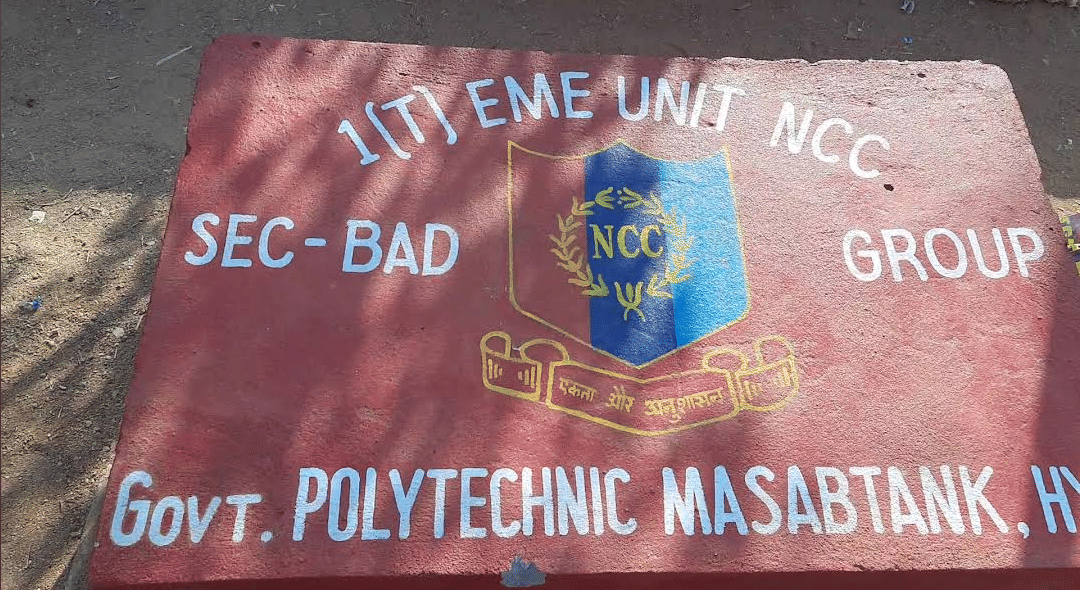 1(T) EME UNIT NCC
SEC-BAD GROUP
NCC
एकता और अनुशासन
GOVT. POLYTECHNIC MASABTANK, HY